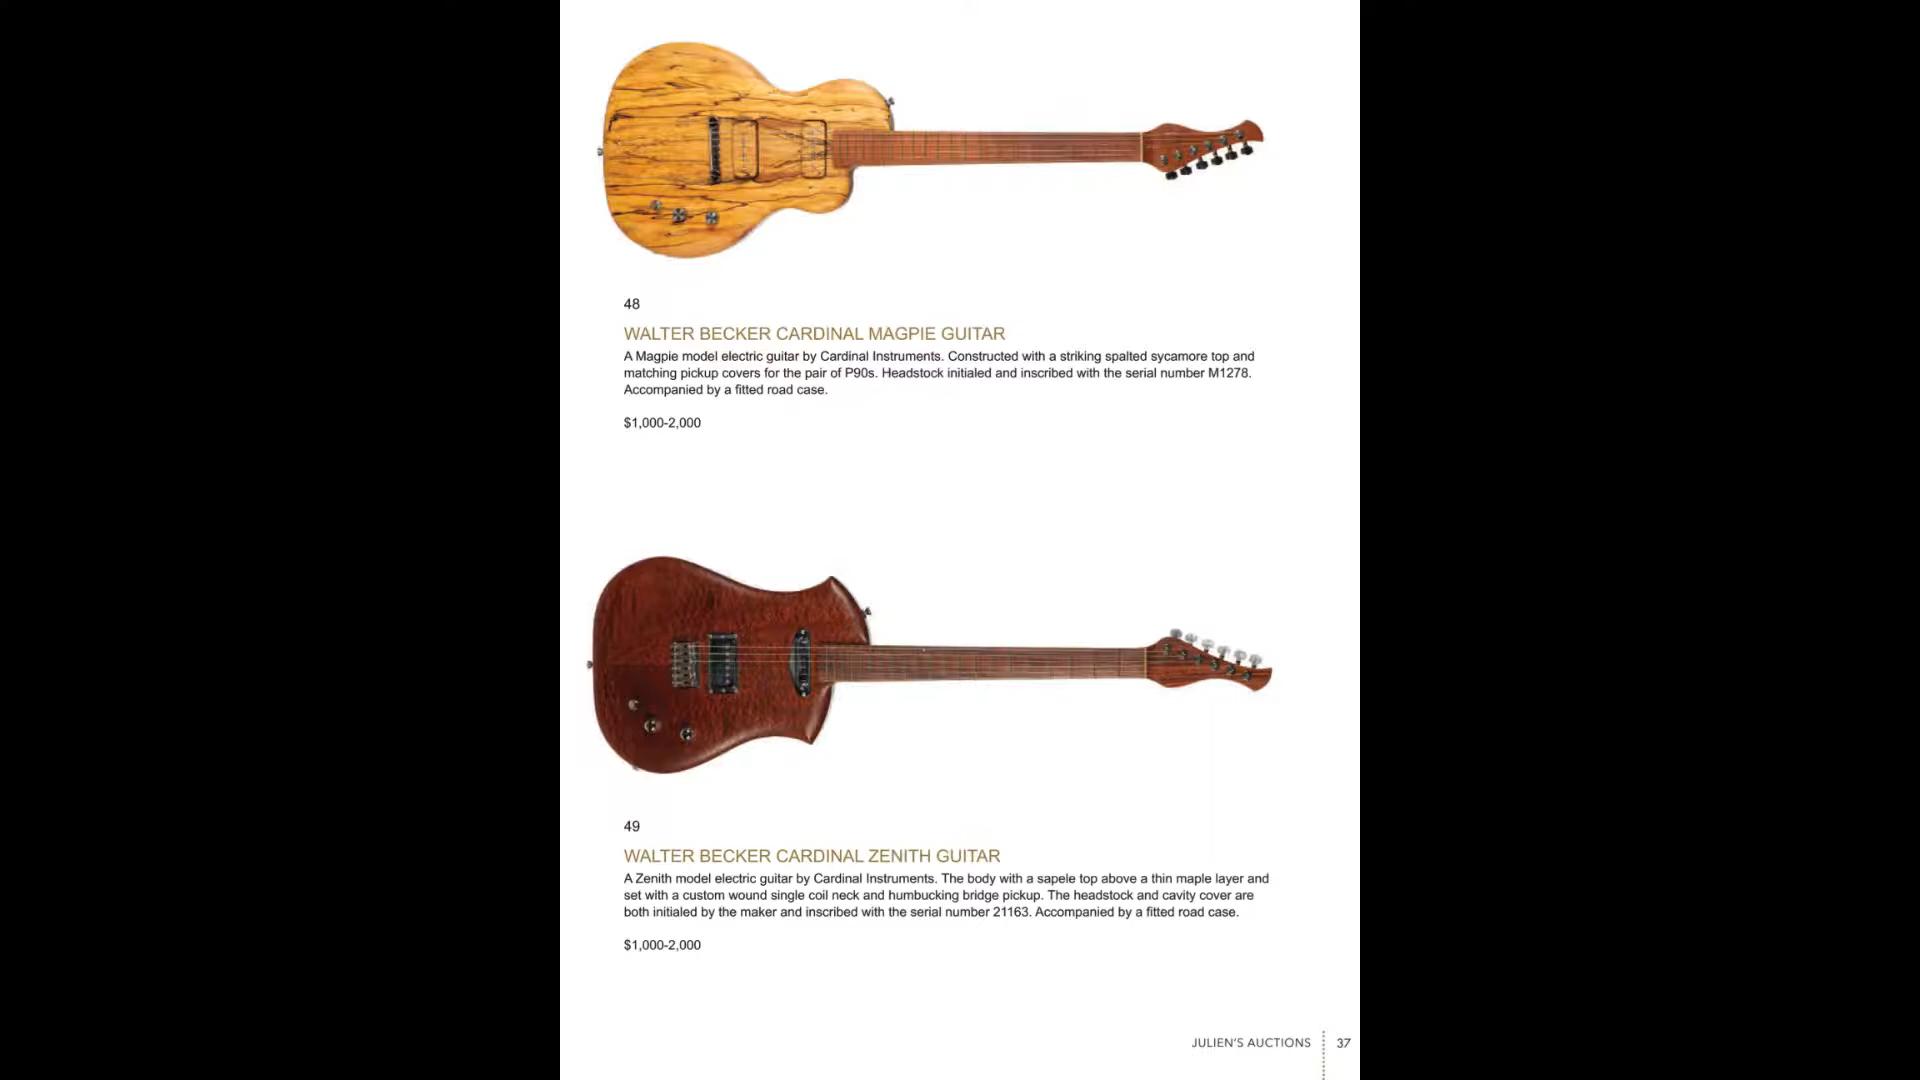 48
WALTER BECKER CARDINAL MAGPIE GUITAR
A Magpie model electric guitar by Cardinal Instruments. Constructed with a striking spalted sycamore top and
matching pickup covers for the pair of P90s. Headstock initialed and inscribed with the serial number M1278.
Accompanied by a fitted road case.
$1,000-2,000
49
WALTER BECKER CARDINAL ZENITH GUITAR
A Zenith model electric guitar by Cardinal Instruments. The body with a sapele top above a thin maple layer and
set with a custom wound single coil neck and humbucking bridge pickup. The headstock and cavity cover are
both initialed by the maker and inscribed with the serial number 21163. Accompanied by a fitted road case.
$1,000-2,000
JULIEN'S AUCTIONS 37